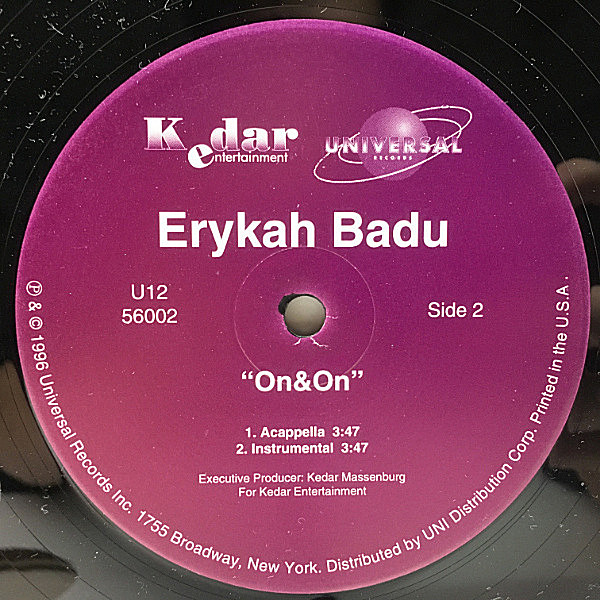 Kedar
entertainment
UNIVERSAL
RECORDS
Erykah Badu
U12
56002
Side 2
“On&On”
1. Acappella 3:47
2. Instrumental 3:47
Executive Producer: Kedar Massenburg
For Kedar Entertainment
℗ & © 1996 Universal Records Inc. 1755 Broadway, New York. Distributed by UNI Distribution Corp. Printed in the U.S.A.